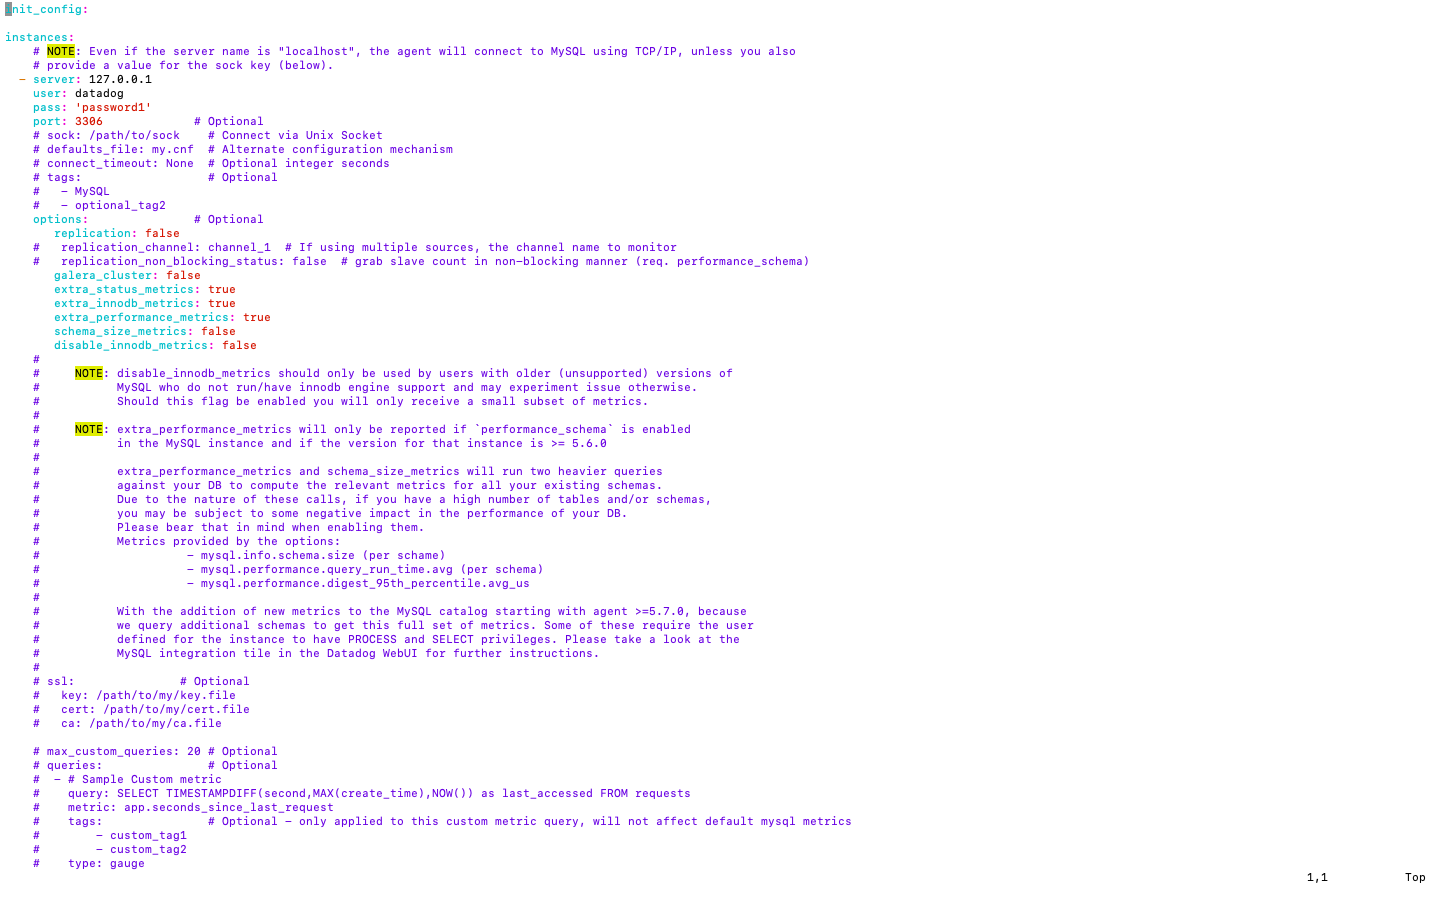 init_config:

instances:
    # NOTE: Even if the server name is "localhost", the agent will connect to MySQL using TCP/IP, unless you also
    # provide a value for the sock key (below).
  - server: 127.0.0.1
    user: datadog
    pass: 'password1'
    port: 3306             # Optional
    # sock: /path/to/sock    # Connect via Unix Socket
    # defaults_file: my.cnf  # Alternate configuration mechanism
    # connect_timeout: None  # Optional integer seconds
    # tags:                  # Optional
    #   - MySQL
    #   - optional_tag2
    options:               # Optional
       replication: false
    #   replication_channel: channel_1  # If using multiple sources, the channel name to monitor
    #   replication_non_blocking_status: false  # grab slave count in non-blocking manner (req. performance_schema)
       galera_cluster: false
       extra_status_metrics: true
       extra_innodb_metrics: true
       extra_performance_metrics: true
       schema_size_metrics: false
       disable_innodb_metrics: false
    #
    #     NOTE: disable_innodb_metrics should only be used by users with older (unsupported) versions of
    #           MySQL who do not run/have innodb engine support and may experiment issue otherwise.
    #           Should this flag be enabled you will only receive a small subset of metrics.
    #
    #     NOTE: extra_performance_metrics will only be reported if `performance_schema` is enabled
    #           in the MySQL instance and if the version for that instance is >= 5.6.0
    #
    #           extra_performance_metrics and schema_size_metrics will run two heavier queries
    #           against your DB to compute the relevant metrics for all your existing schemas.
    #           Due to the nature of these calls, if you have a high number of tables and/or schemas,
    #           you may be subject to some negative impact in the performance of your DB.
    #           Please bear that in mind when enabling them.
    #           Metrics provided by the options:
    #                     - mysql.info.schema.size (per schame)
    #                     - mysql.performance.query_run_time.avg (per schema)
    #                     - mysql.performance.digest_95th_percentile.avg_us
    #
    #           With the addition of new metrics to the MySQL catalog starting with agent >=5.7.0, because
    #           we query additional schemas to get this full set of metrics. Some of these require the user
    #           defined for the instance to have PROCESS and SELECT privileges. Please take a look at the
    #           MySQL integration tile in the Datadog WebUI for further instructions.
    #
    # ssl:               # Optional
    #   key: /path/to/my/key.file
    #   cert: /path/to/my/cert.file
    #   ca: /path/to/my/ca.file

    # max_custom_queries: 20 # Optional
    # queries:               # Optional
    #  - # Sample Custom metric
    #    query: SELECT TIMESTAMPDIFF(second,MAX(create_time),NOW()) as last_accessed FROM requests
    #    metric: app.seconds_since_last_request
    #    tags:               # Optional - only applied to this custom metric query, will not affect default mysql metrics
    #        - custom_tag1
    #        - custom_tag2
    #    type: gauge
1,1           Top